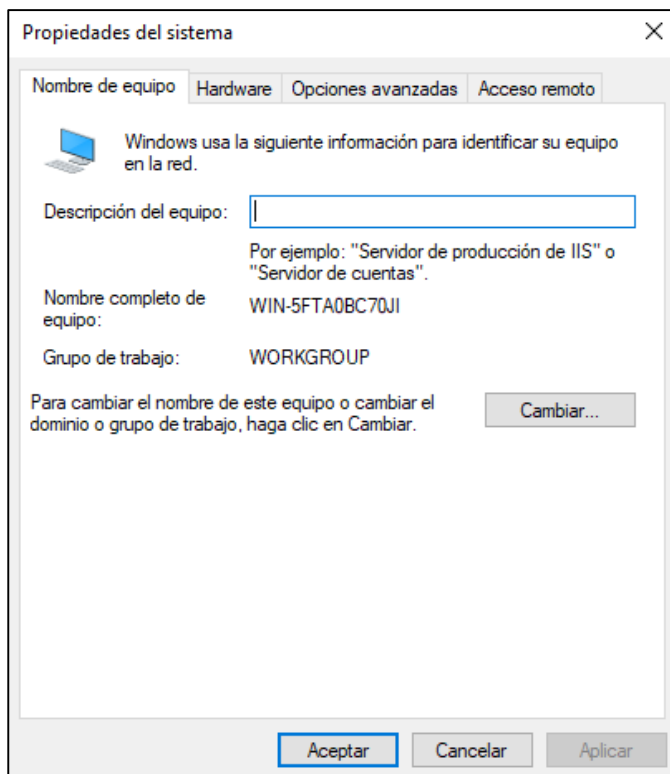 Propiedades del sistema
Nombre de equipo
Hardware
Opciones avanzadas
Acceso remoto
Windows usa la siguiente información para identificar su equipo
en la red.
Descripción del equipo:
Por ejemplo: "Servidor de producción de IIS" o
"Servidor de cuentas".
Nombre completo de
equipo:
WIN-5FTA0BC70JI
Grupo de trabajo:
WORKGROUP
Para cambiar el nombre de este equipo o cambiar el
dominio o grupo de trabajo, haga clic en Cambiar.
Cambiar...
Aceptar
Cancelar
Aplicar